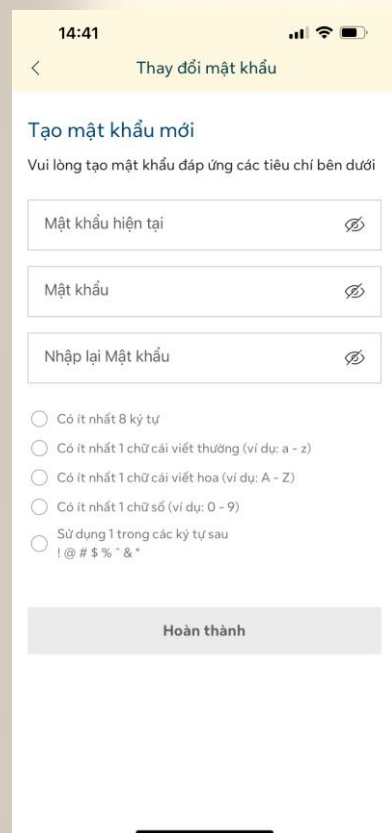 14:41
Thay đổi mật khẩu
Tạo mật khẩu mới
Vui lòng tạo mật khẩu đáp ứng các tiêu chí bên dưới
Mật khẩu hiện tại
Mật khẩu
Nhập lại Mật khẩu
Có ít nhất 8 ký tự
Có ít nhất 1 chữ cái viết thường (ví dụ: a - z)
Có ít nhất 1 chữ cái viết hoa (ví dụ: A - Z)
Có ít nhất 1 chữ số (ví dụ: 0 - 9)
Sử dụng 1 trong các ký tự sau
! @ # $ % ^ & *
Hoàn thành